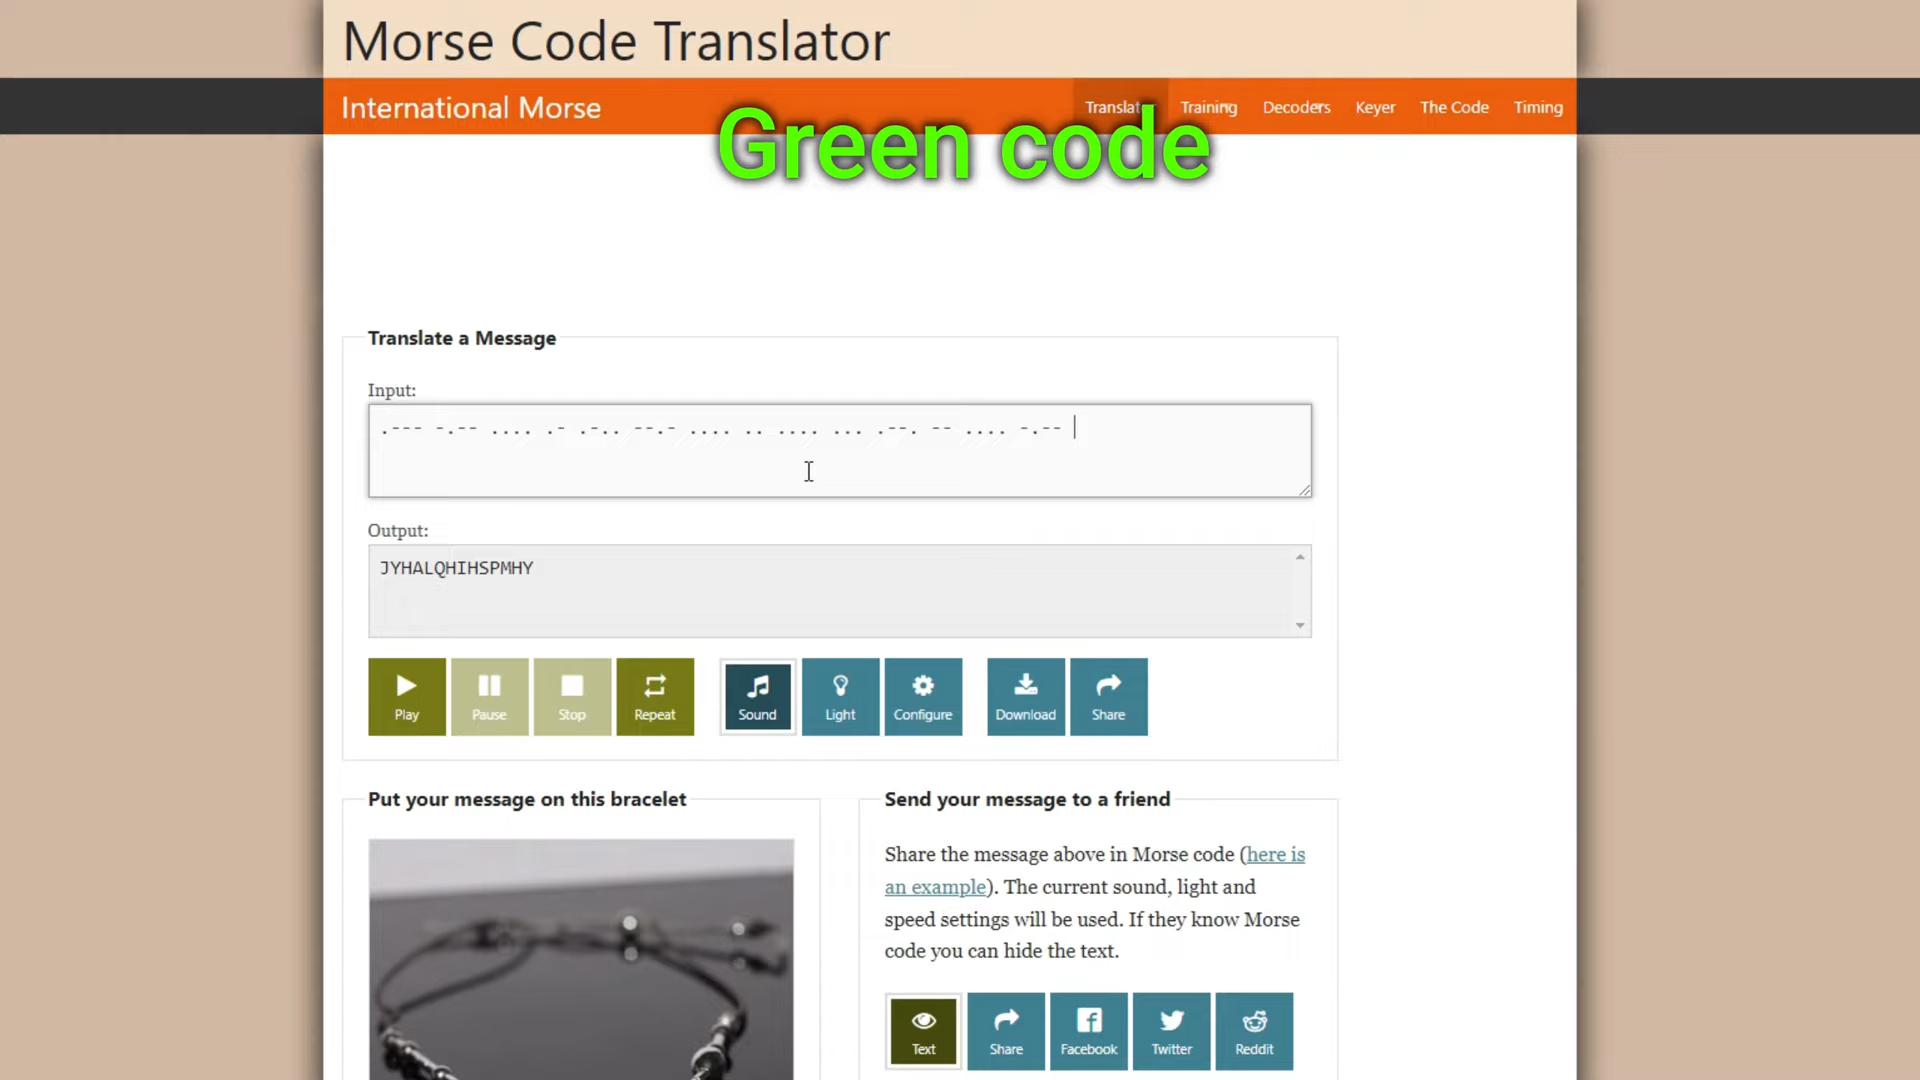 Morse Code Translator
International Morse
Translat Training Decoders Keyer The Code Timing
Green code
Translate a Message
Input:
.--- -.-- .... .- .-.. --.- .... .. .... ... .--. -- .... -.--
Output:
JYHALQHIHSPMHY
Play Pause Stop Repeat Sound Light Configure Download Share
Put your message on this bracelet
Send your message to a friend
Share the message above in Morse code (here is
an example). The current sound, light and
speed settings will be used. If they know Morse
code you can hide the text.
Text Share Facebook Twitter Reddit